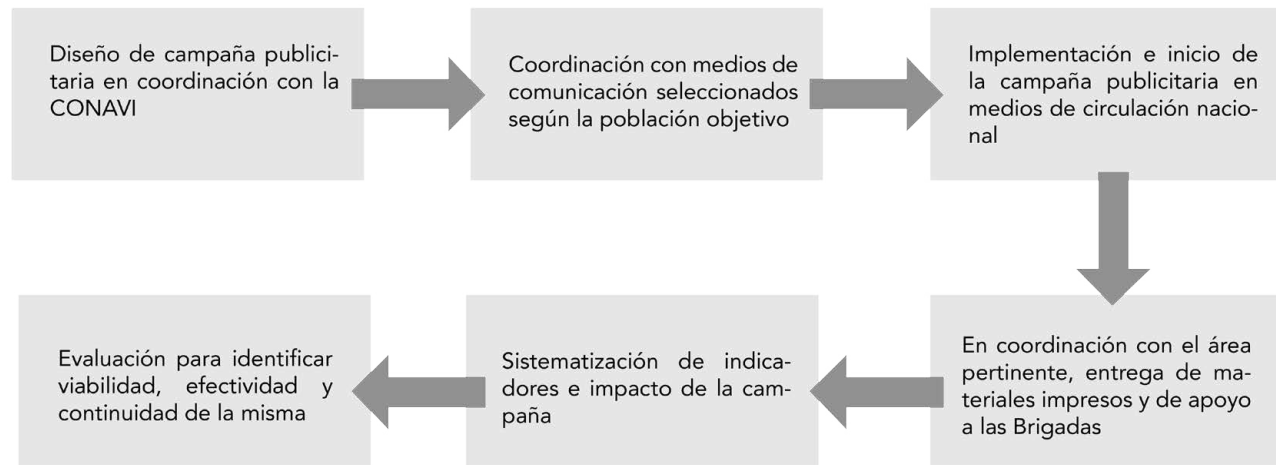 Diseño de campaña publici-
taria en coordinación con la
CONAVI
Coordinación con medios de
comunicación seleccionados
según la población objetivo
Implementación e inicio de
la campaña publicitaria en
medios de circulación nacio-
nal
En coordinación con el área
pertinente, entrega de ma-
teriales impresos y de apoyo
a las Brigadas
Sistematización de indica-
dores e impacto de la cam-
paña
Evaluación para identificar
viabilidad, efectividad y
continuidad de la misma